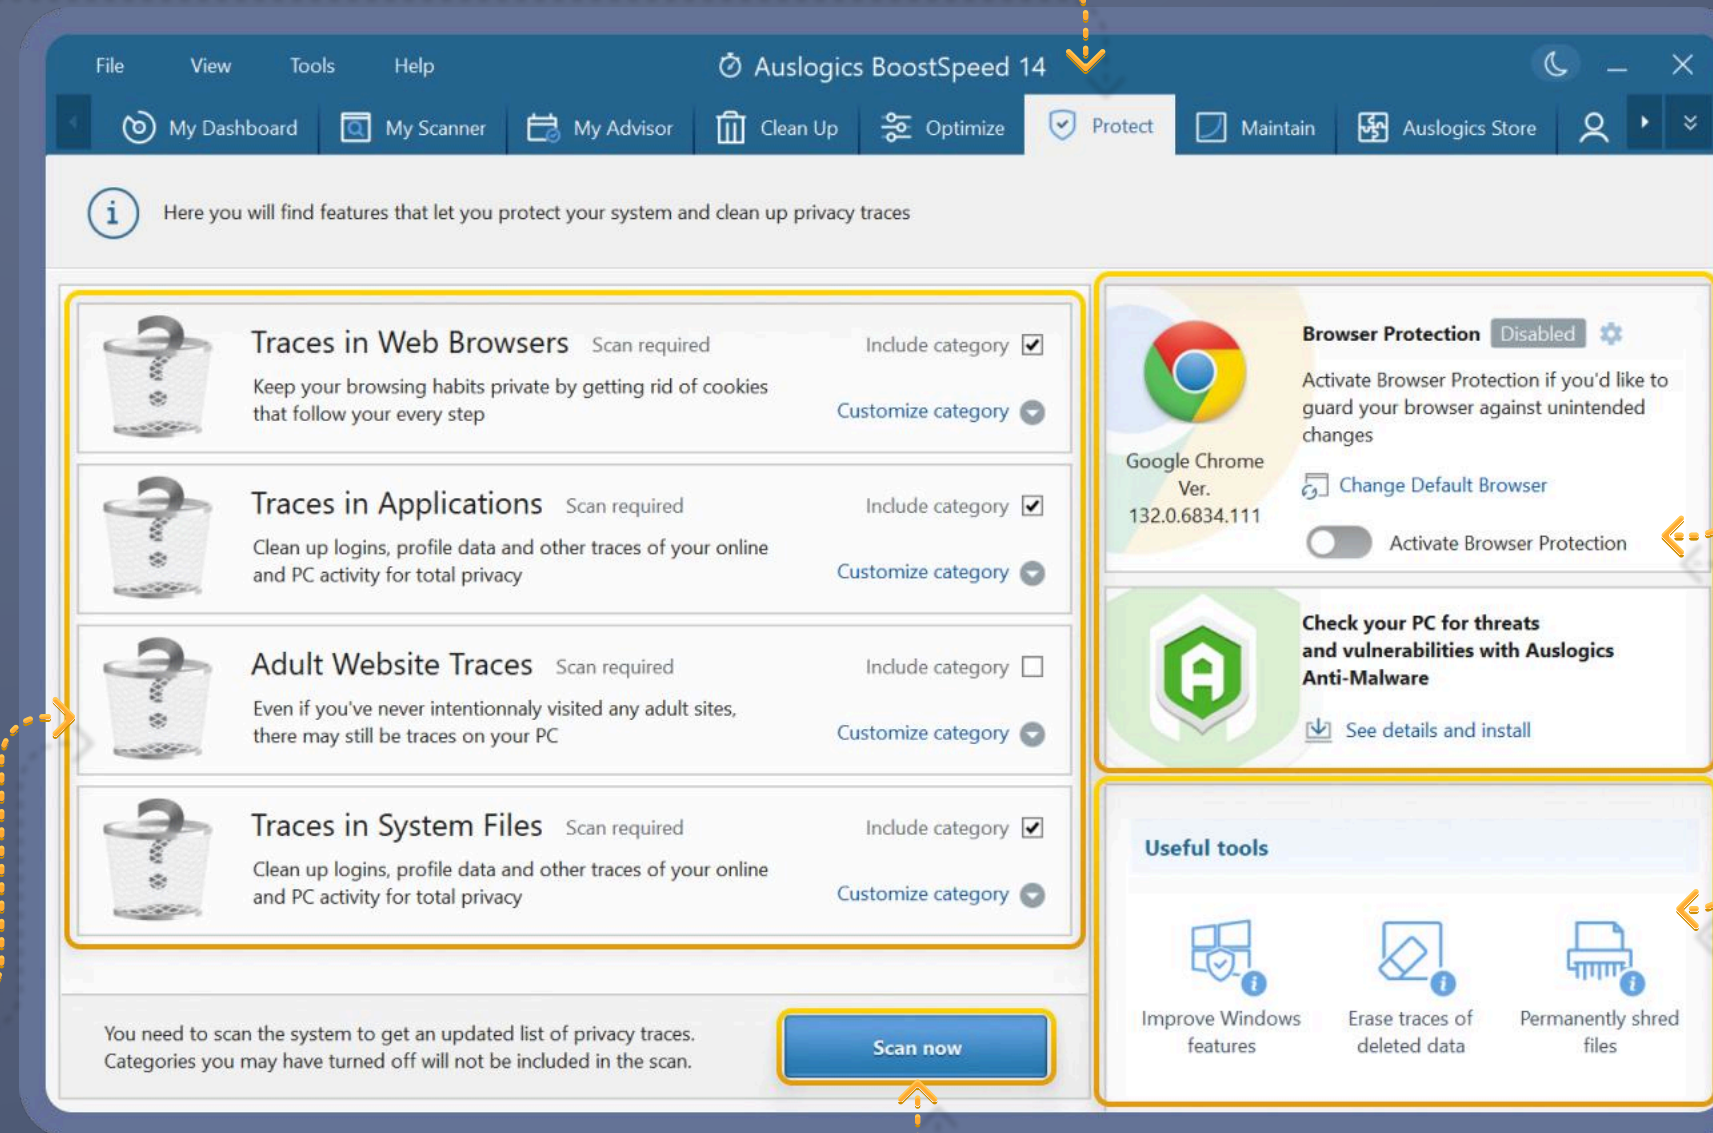 File View Tools Help
Auslogics BoostSpeed 14
My Dashboard My Scanner My Advisor Clean Up Optimize Protect Maintain Auslogics Store
Here you will find features that let you protect your system and clean up privacy traces
Traces in Web Browsers Scan required Include category
Keep your browsing habits private by getting rid of cookies
that follow your every step
Customize category
Traces in Applications Scan required Include category
Clean up logins, profile data and other traces of your online
and PC activity for total privacy
Customize category
Adult Website Traces Scan required Include category
Even if you've never intentionnaly visited any adult sites,
there may still be traces on your PC
Customize category
Traces in System Files Scan required Include category
Clean up logins, profile data and other traces of your online
and PC activity for total privacy
Customize category
You need to scan the system to get an updated list of privacy traces.
Categories you may have turned off will not be included in the scan.
Scan now
Google Chrome
Ver.
132.0.6834.111
Browser Protection Disabled
Activate Browser Protection if you'd like to
guard your browser against unintended
changes
Change Default Browser
Activate Browser Protection
Check your PC for threats
and vulnerabilities with Auslogics
Anti-Malware
See details and install
Useful tools
Improve Windows
features
Erase traces of
deleted data
Permanently shred
files